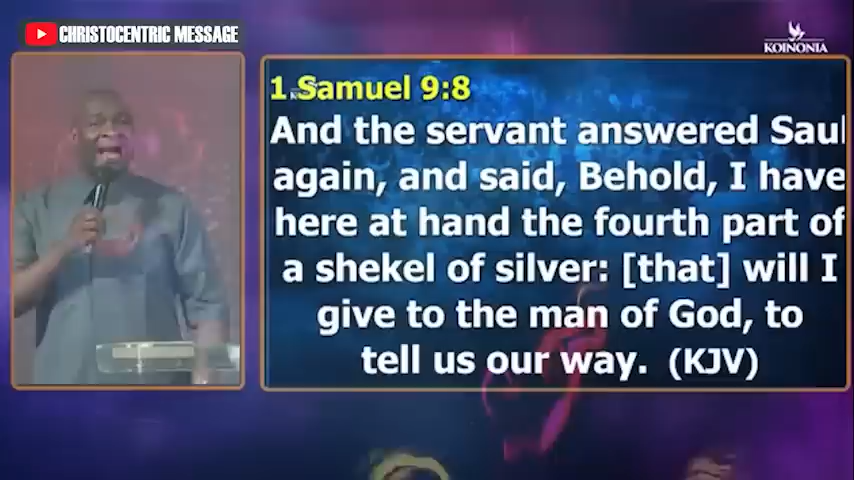 CHRISTOCENTRIC MESSAGE
KOINONIA
1 Samuel 9:8
And the servant answered Saul
again, and said, Behold, I have
here at hand the fourth part of
a shekel of silver: [that] will I
give to the man of God, to
tell us our way. (KJV)